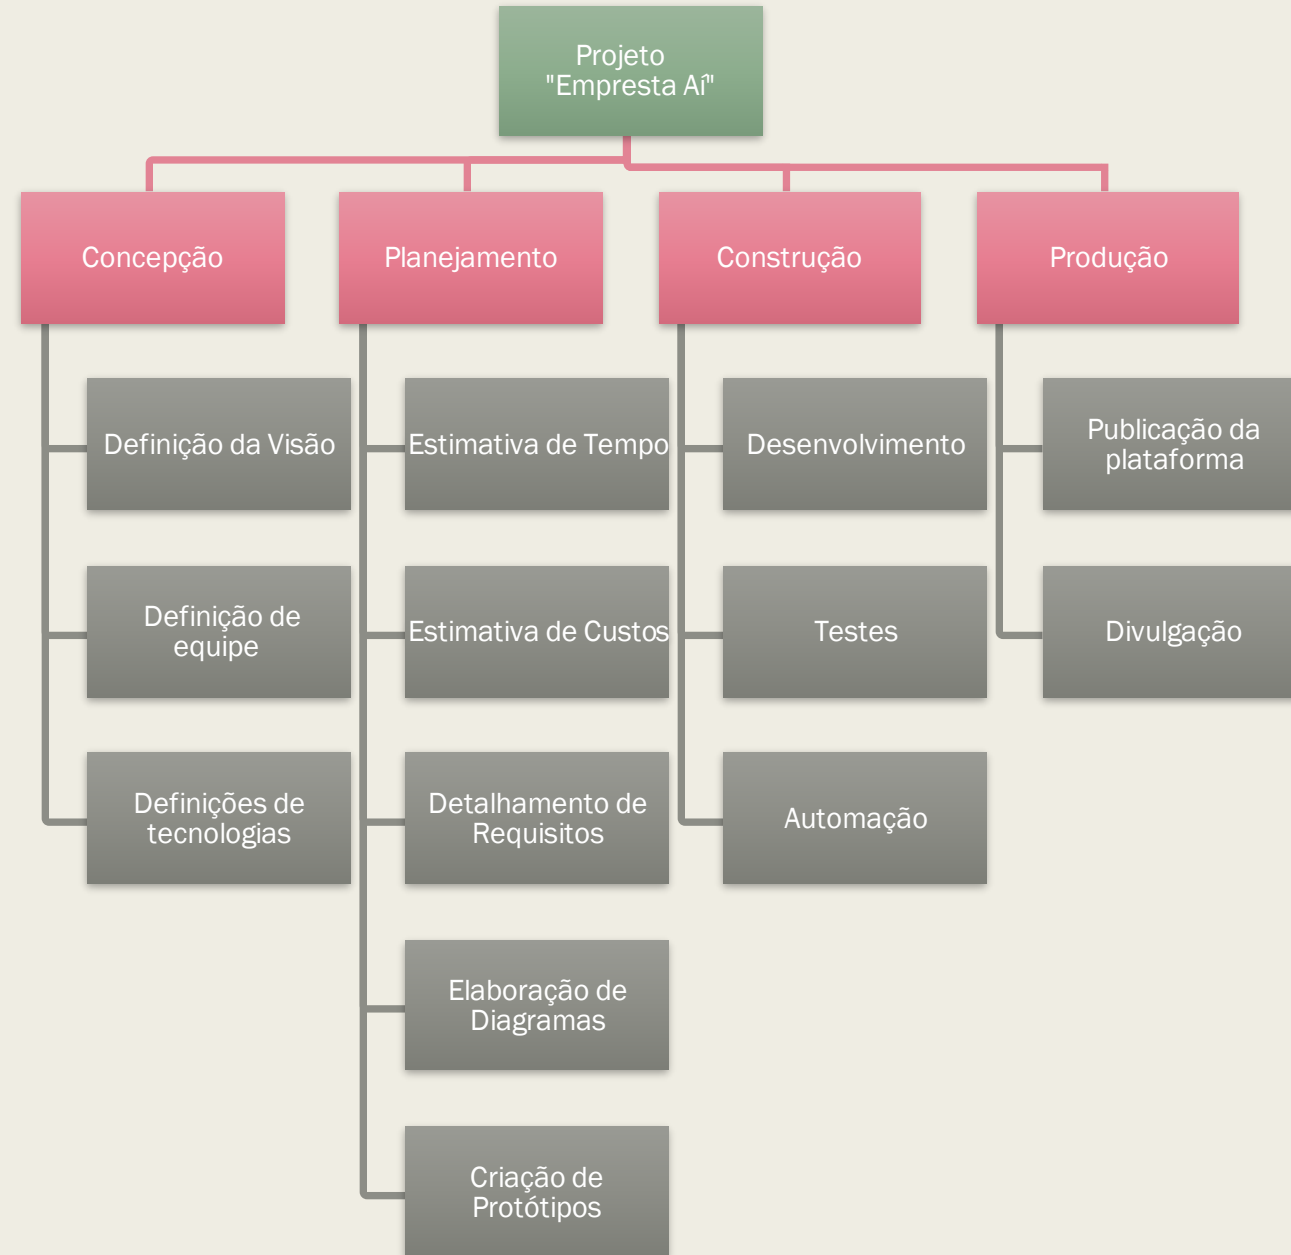 Projeto
"Empresta Aí"
Concepção
Planejamento
Construção
Produção
Definição da Visão
Estimativa de Tempo
Desenvolvimento
Publicação da
plataforma
Definição de
equipe
Estimativa de Custos
Testes
Divulgação
Definições de
tecnologias
Detalhamento de
Requisitos
Automação
Elaboração de
Diagramas
Criação de
Protótipos